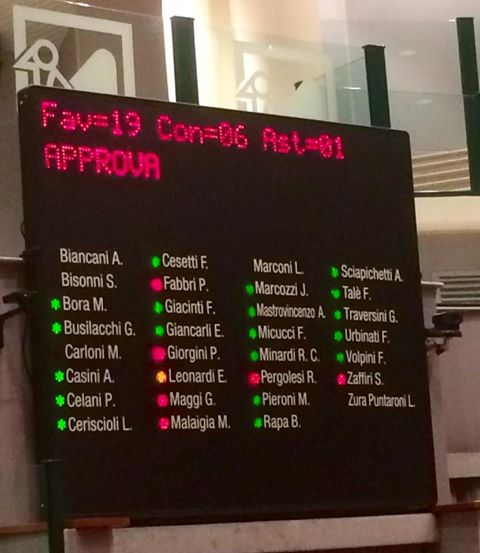 Fav=19 Con=06 Ast=01
APPROVA
Biancani A.
Bisonni S.
Bora M.
Busilacchi G.
Carloni M.
Casini A.
Celani P.
Ceriscioli L.
Cesetti F.
Fabbri P.
Giacinti F.
Giancarli E.
Giorgini P.
Leonardi E.
Maggi G.
Malaigia M.
Marconi L.
Marcozzi J.
Mastrovincenzo A.
Micucci F.
Minardi R. C.
Pergolesi R.
Pieroni M.
Rapa B.
Sciapichetti A.
Talè F.
Traversini G.
Urbinati F.
Volpini F.
Zaffiri S.
Zura Puntaroni L.